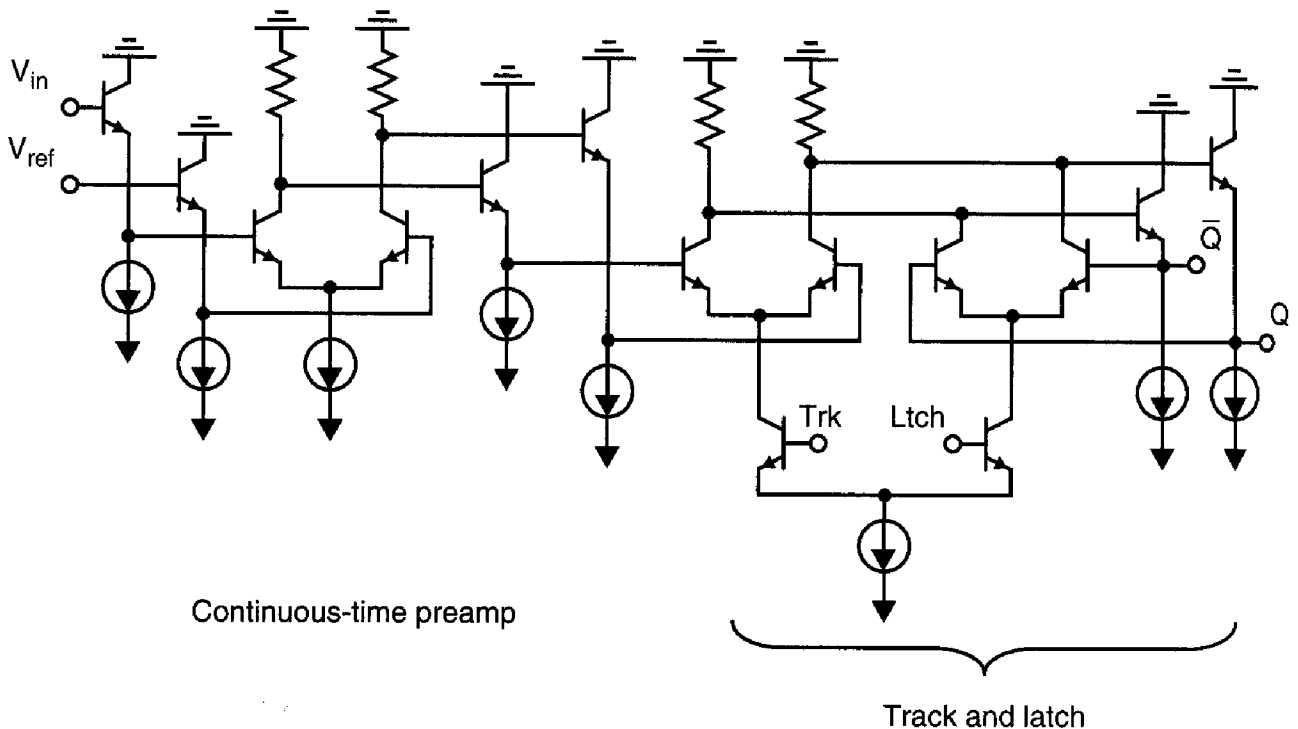 V_in
V_ref
Q̅
Q
Trk
Ltch
Continuous-time preamp
Track and latch